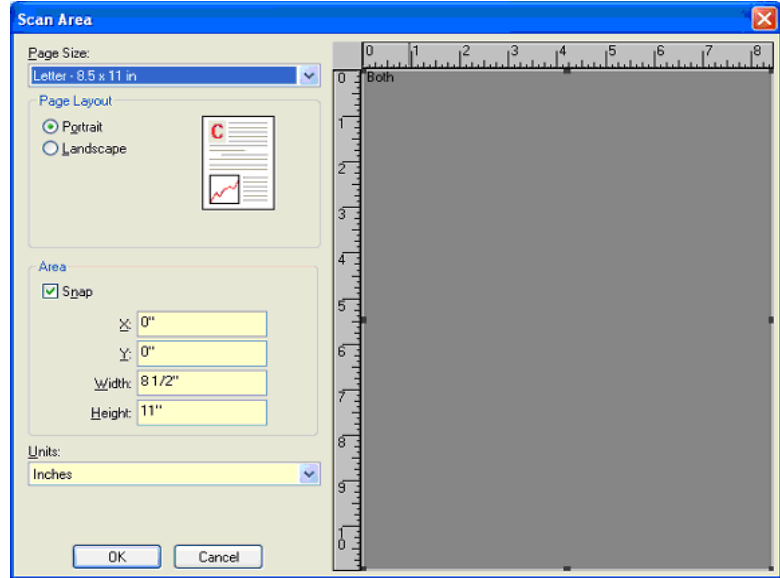 Scan Area
Page Size:
Letter - 8.5 x 11 in
Page Layout
Portrait
Landscape
C
Area
Snap
X: 0"
Y: 0"
Width: 8 1/2"
Height: 11"
Units:
Inches
OK Cancel
0 1 2 3 4 5 6 7 8
Both
0
1
2
3
4
5
6
7
8
9
10